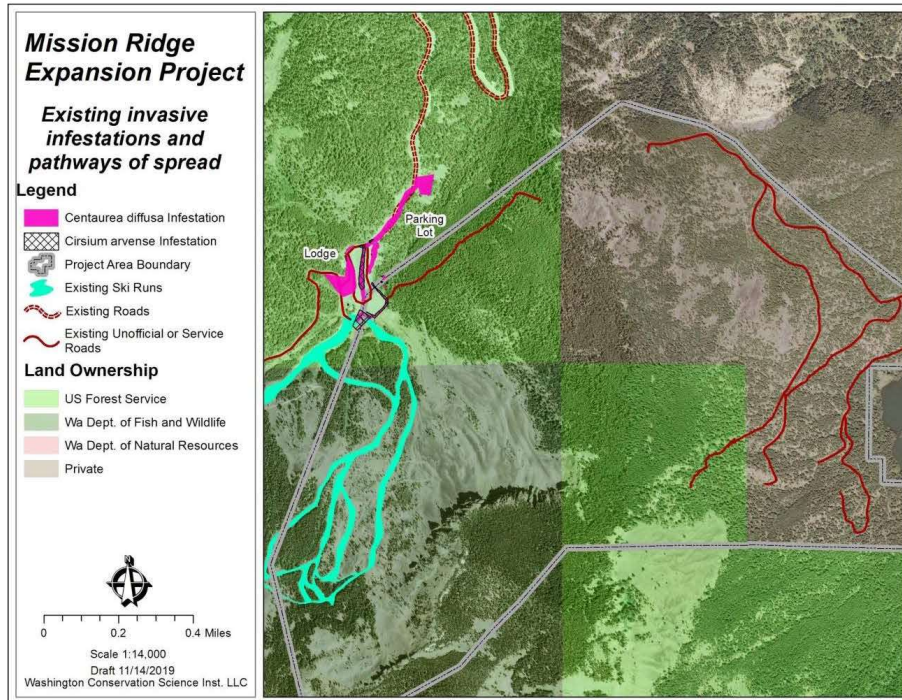 Mission Ridge
Expansion Project
Existing invasive
infestations and
pathways of spread
Legend
Centaurea diffusa Infestation
Cirsium arvense Infestation
Project Area Boundary
Existing Ski Runs
Existing Roads
Existing Unofficial or Service
Roads
Land Ownership
US Forest Service
Wa Dept. of Fish and Wildlife
Wa Dept. of Natural Resources
Private
N
0 0.2 0.4 Miles
Scale 1:14,000
Draft 11/14/2019
Washington Conservation Science Inst. LLC
Parking
Lot
Lodge